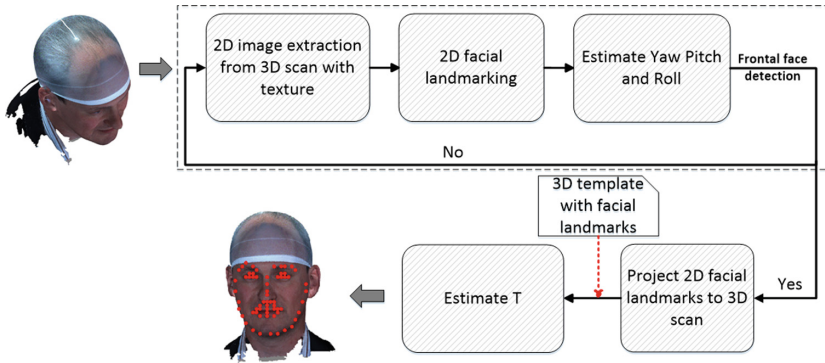 2D image extraction
from 3D scan with
texture
2D facial
landmarking
Estimate Yaw Pitch
and Roll
Frontal face
detection
No
3D template
with facial
landmarks
Estimate T
Project 2D facial
landmarks to 3D
scan
Yes